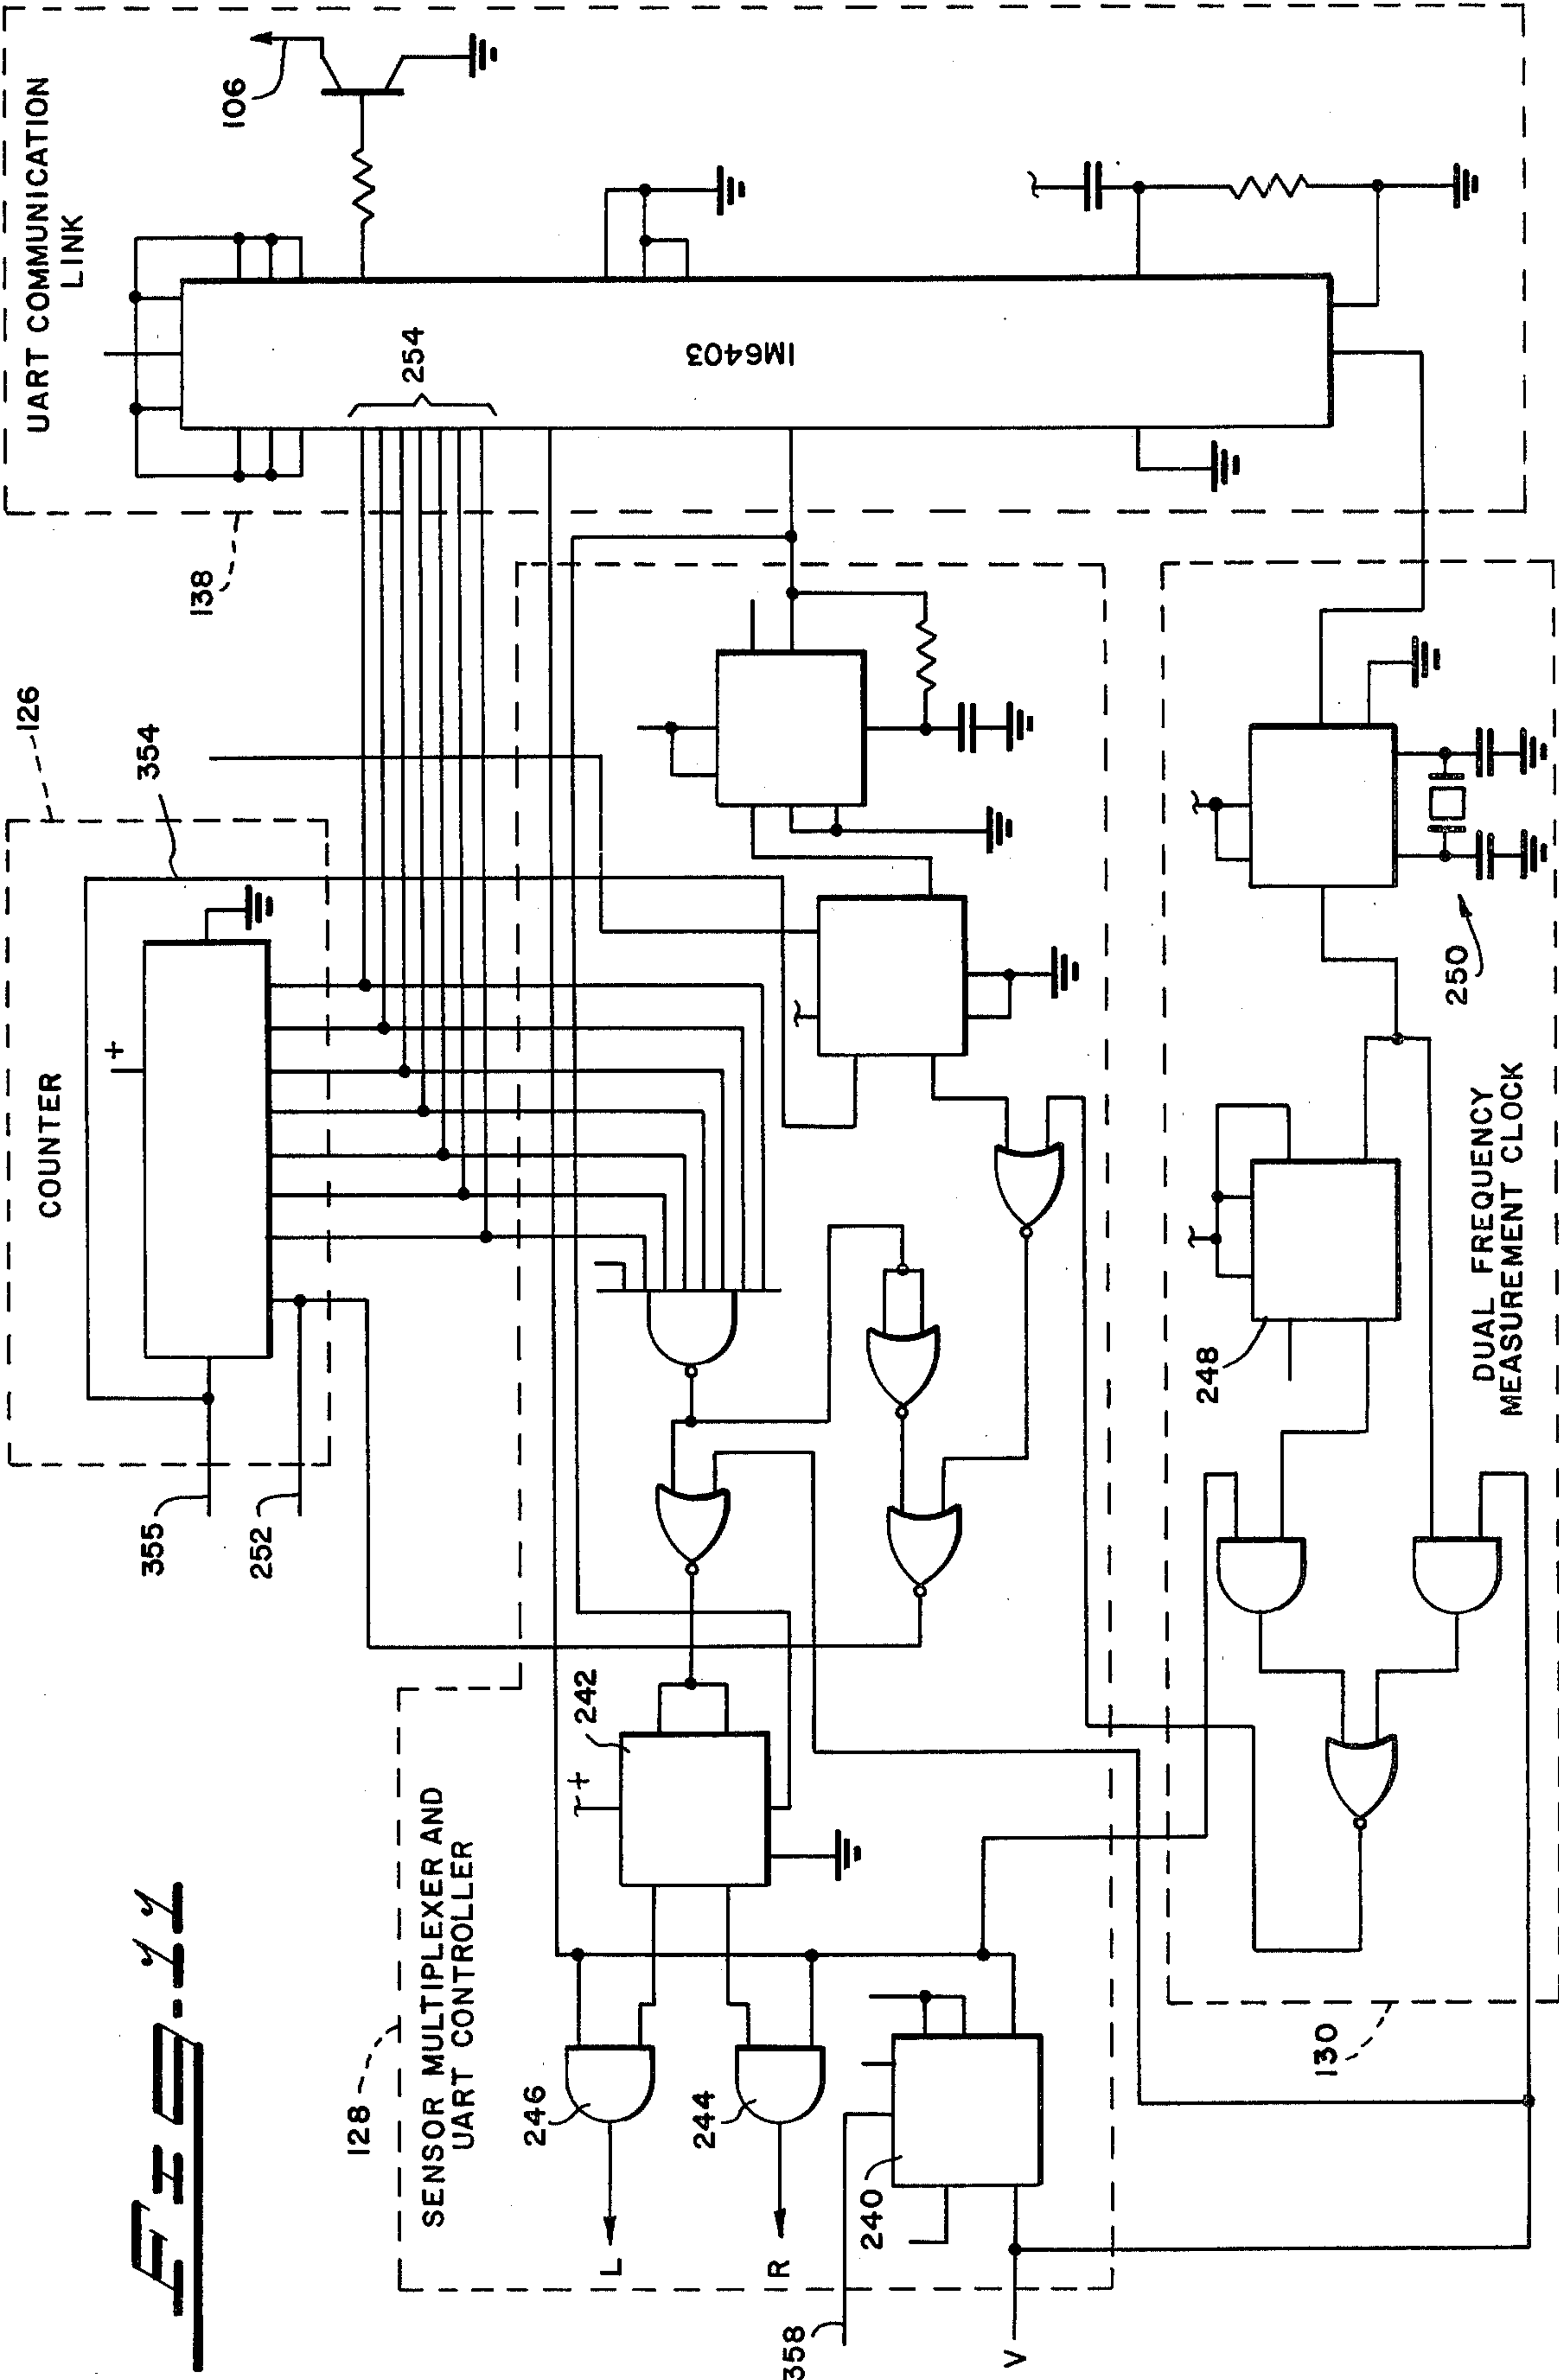 Fig. 11
UART COMMUNICATION
LINK
106
254
IM6403
138
126
354
COUNTER
+
355
252
SENSOR MULTIPLEXER AND
UART CONTROLLER
128
242
+
246
244
240
L
R
358
V
DUAL FREQUENCY
MEASUREMENT CLOCK
248
250
130